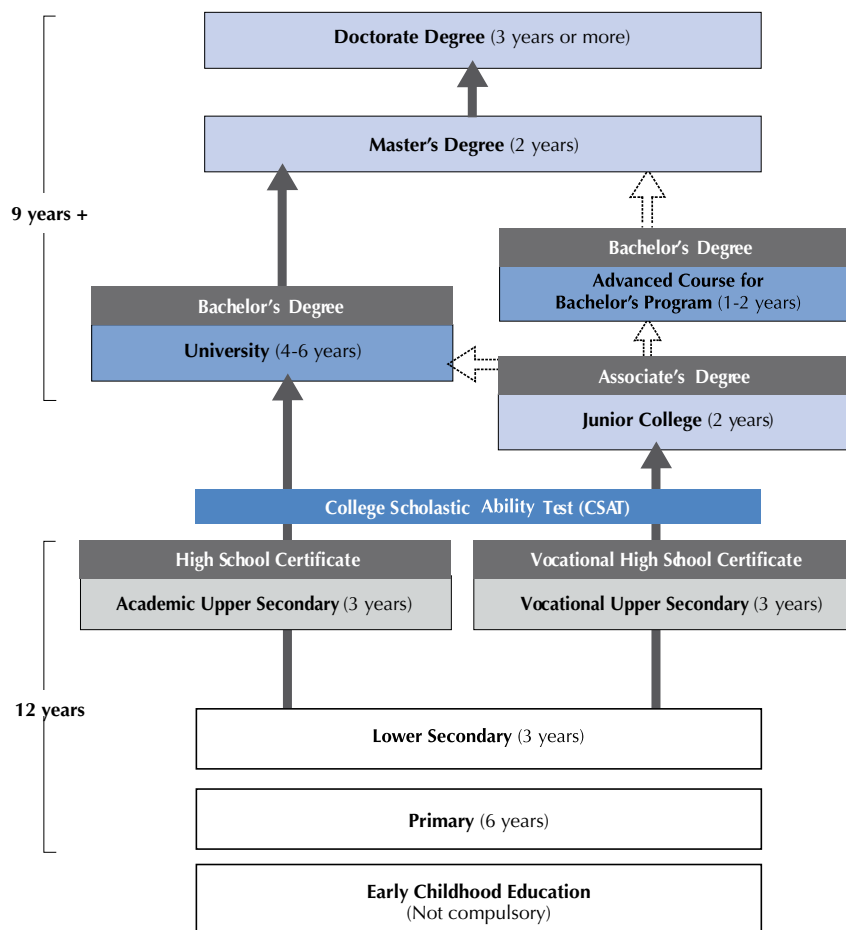 Doctorate Degree (3 years or more)
Master's Degree (2 years)
9 years +
Bachelor's Degree
Advanced Course for
Bachelor's Program (1-2 years)
Bachelor's Degree
University (4-6 years)
Associate's Degree
Junior College (2 years)
College Scholastic Ability Test (CSAT)
High School Certificate
Academic Upper Secondary (3 years)
Vocational High School Certificate
Vocational Upper Secondary (3 years)
12 years
Lower Secondary (3 years)
Primary (6 years)
Early Childhood Education
(Not compulsory)